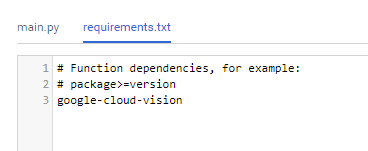 main.py requirements.txt
1 # Function dependencies, for example:
2 # package>=version
3 google-cloud-vision